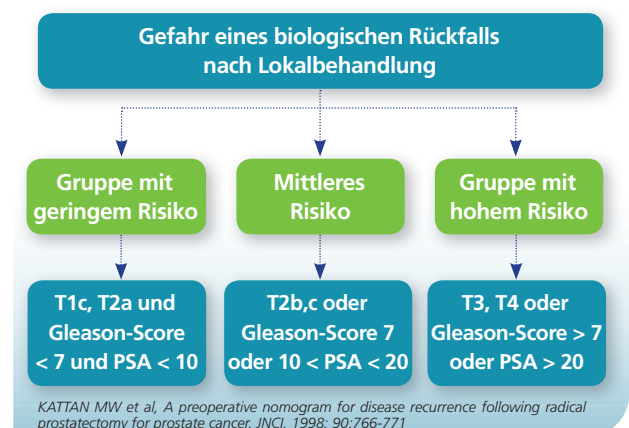 Gefahr eines biologischen Rückfalls
nach Lokalbehandlung
Gruppe mit
geringem Risiko
Mittleres
Risiko
Gruppe mit
hohem Risiko
T1c, T2a und
Gleason-Score
< 7 und PSA < 10
T2b,c oder
Gleason-Score 7
oder 10 < PSA < 20
T3, T4 oder
Gleason-Score > 7
oder PSA > 20
KATTAN MW et al, A preoperative nomogram for disease recurrence following radical
prostatectomy for prostate cancer. JNCI, 1998; 90:766-771